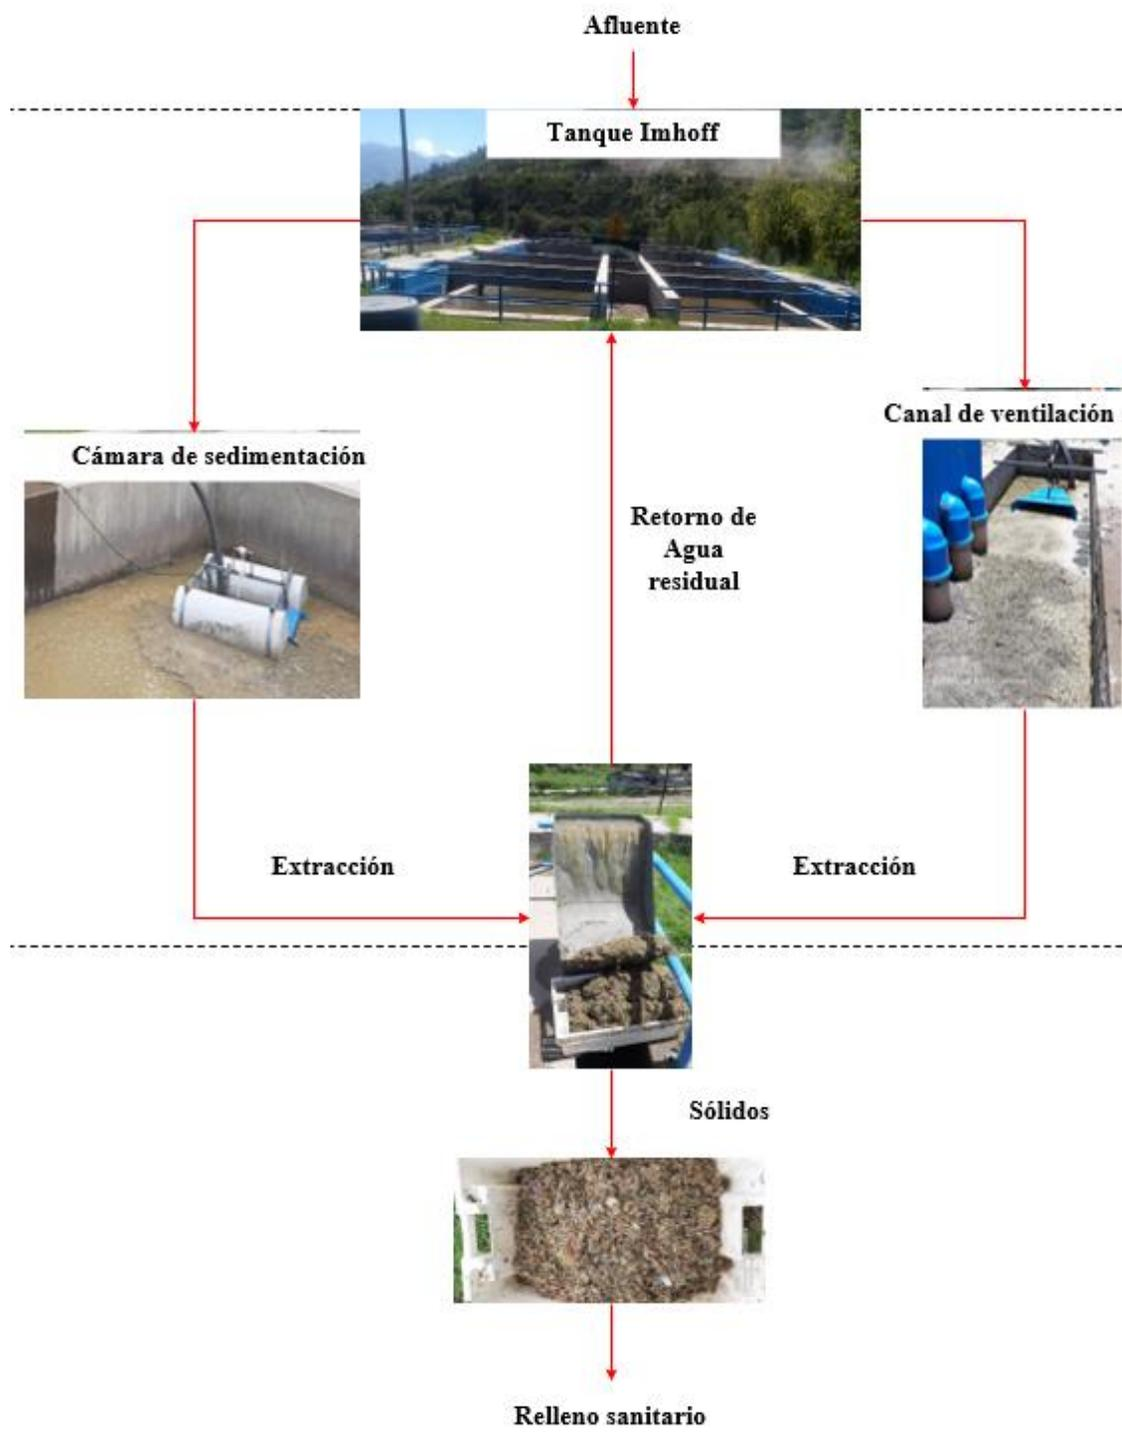 Afluente
Tanque Imhoff
Canal de ventilación
Cámara de sedimentación
Retorno de
Agua
residual
Extracción
Extracción
Sólidos
Relleno sanitario